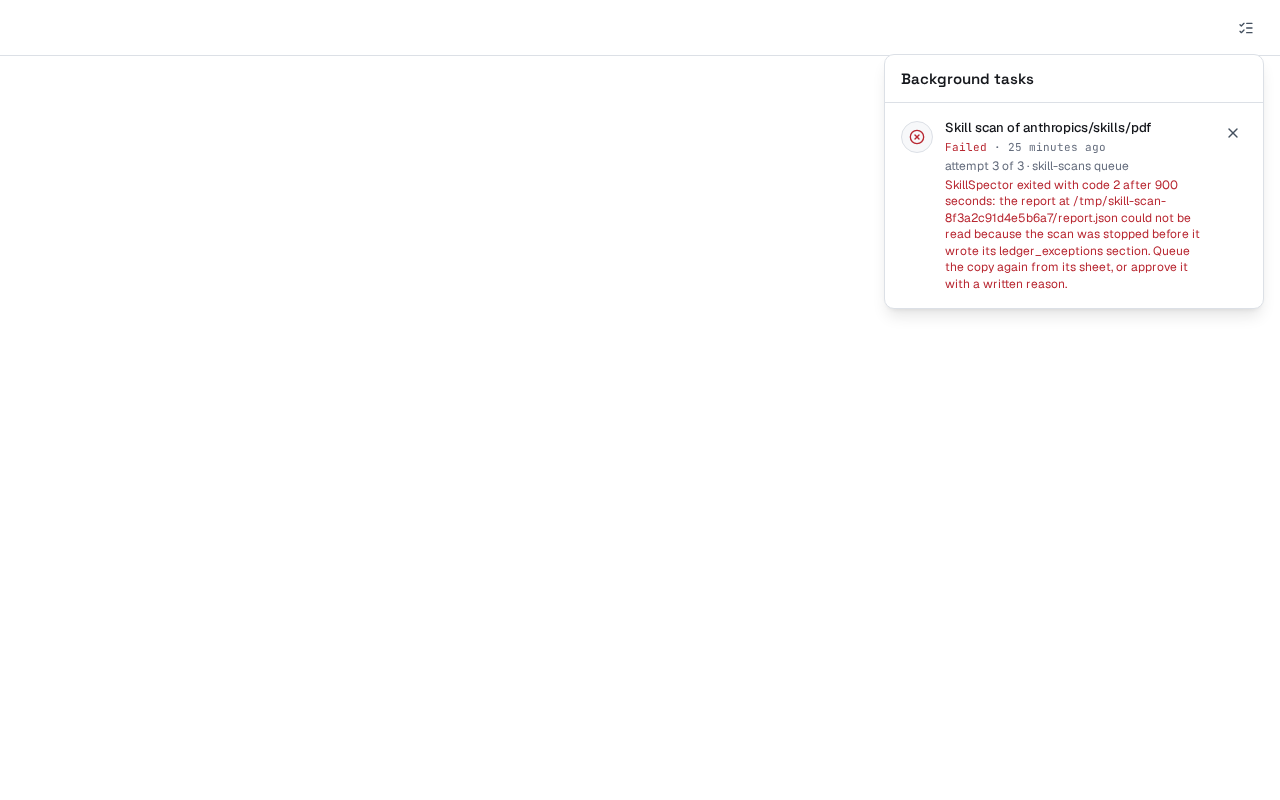 Background tasks
Skill scan of anthropics/skills/pdf
Failed · 25 minutes ago
attempt 3 of 3 · skill-scans queue
SkillSpector exited with code 2 after 900
seconds: the report at /tmp/skill-scan-
8f3a2c91d4e5b6a7/report.json could not be
read because the scan was stopped before it
wrote its ledger_exceptions section. Queue
the copy again from its sheet, or approve it
with a written reason.